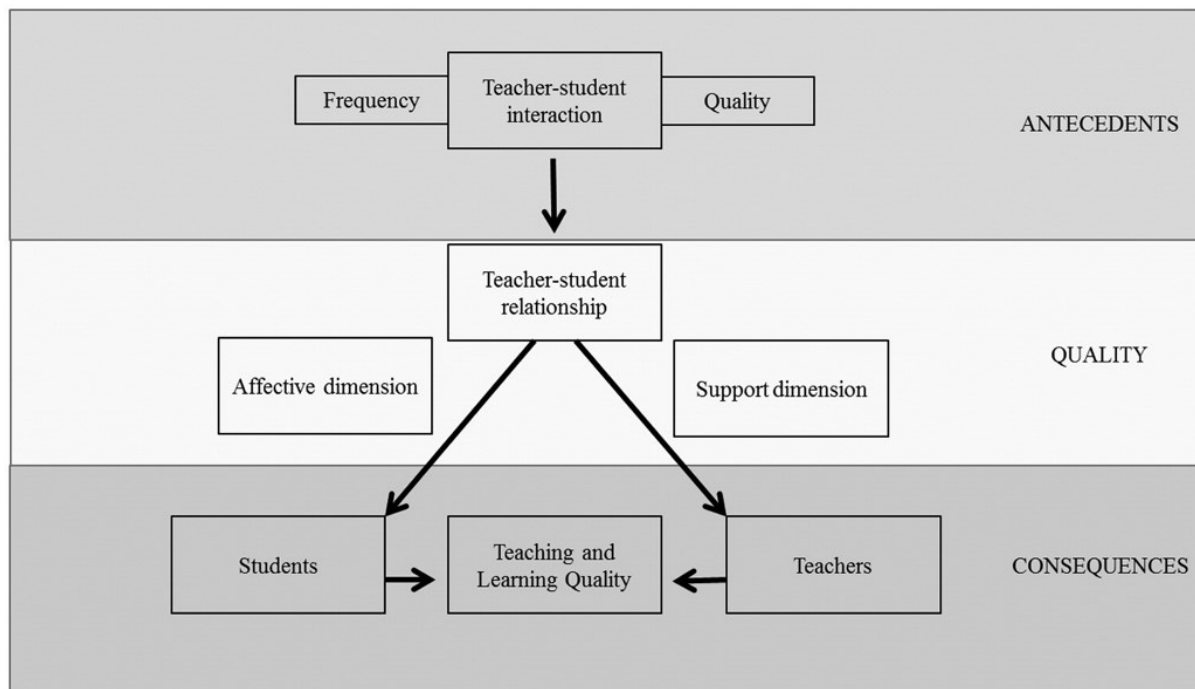 Frequency
Teacher-student
interaction
Quality
ANTECEDENTS
Teacher-student
relationship
QUALITY
Affective dimension
Support dimension
Students
Teaching and
Learning Quality
Teachers
CONSEQUENCES